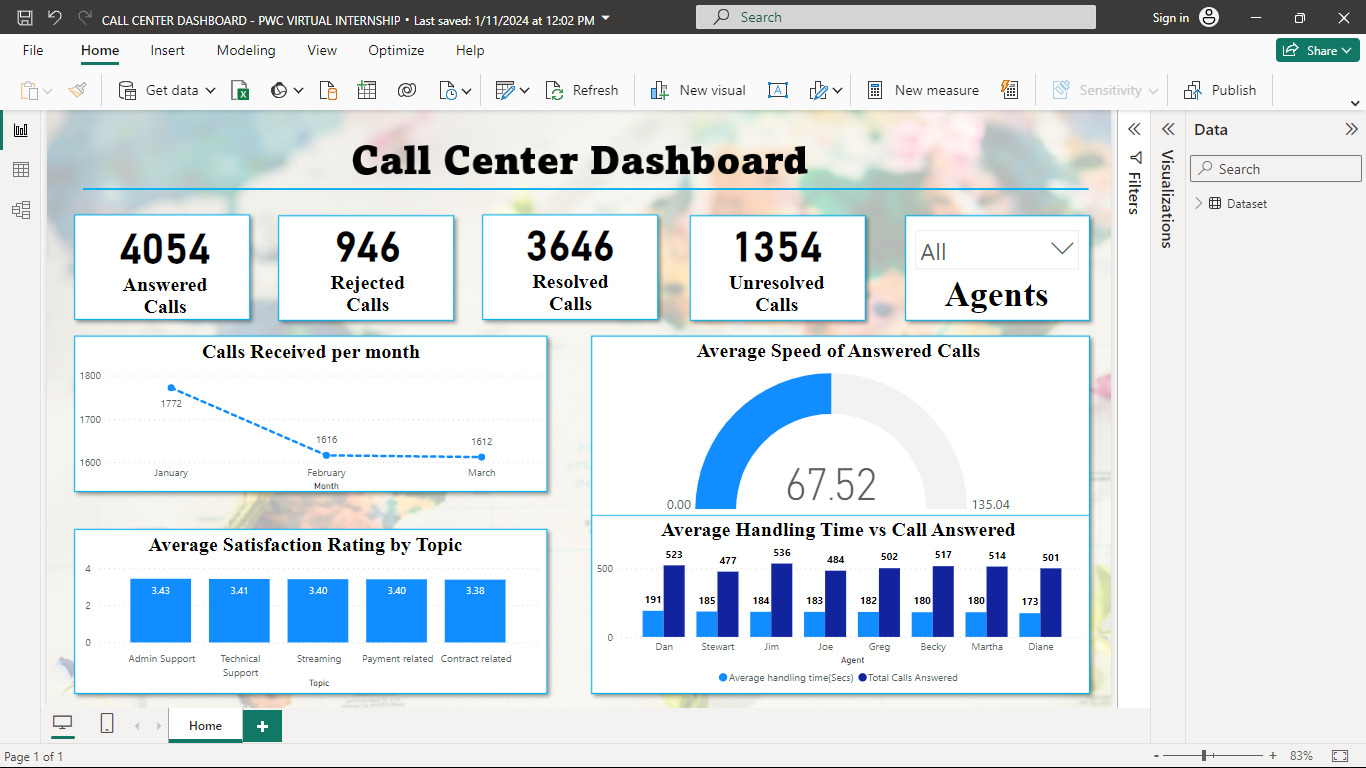 CALL CENTER DASHBOARD - PWC VIRTUAL INTERNSHIP • Last saved: 1/11/2024 at 12:02 PM
Search
Sign in
File
Home
Insert
Modeling
View
Optimize
Help
Share
Get data
Refresh
New visual
New measure
Sensitivity
Publish
Call Center Dashboard
4054
Answered
Calls
946
Rejected
Calls
3646
Resolved
Calls
1354
Unresolved
Calls
All
Agents
Calls Received per month
1800
1700
1600
1772
1616
1612
January
February
March
Month
Average Speed of Answered Calls
67.52
0.00
135.04
Average Satisfaction Rating by Topic
4
2
0
3.43
3.41
3.40
3.40
3.38
Admin Support
Technical
Support
Streaming
Payment related
Contract related
Topic
Average Handling Time vs Call Answered
500
0
191
523
185
477
184
536
183
484
182
502
180
517
180
514
173
501
Dan
Stewart
Jim
Joe
Greg
Becky
Martha
Diane
Agent
Average handling time(Secs)
Total Calls Answered
Filters
Visualizations
Data
Search
Dataset
Home
Page 1 of 1
83%